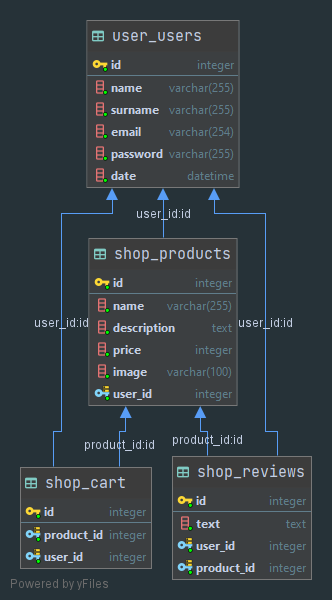 user_users
id integer
name varchar(255)
surname varchar(255)
email varchar(254)
password varchar(255)
date datetime
user_id:id
shop_products
id integer
name varchar(255)
description text
price integer
image varchar(100)
user_id integer
user_id:id
user_id:id
product_id:id
product_id:id
shop_cart
id integer
product_id integer
user_id integer
shop_reviews
id integer
text text
user_id integer
product_id integer
Powered by yFiles